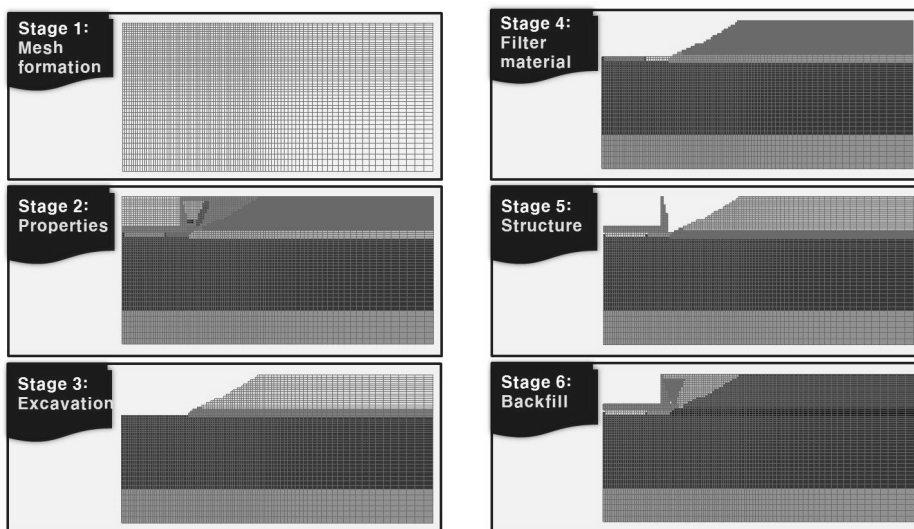 Stage 1:
Mesh
formation
Stage 2:
Properties
Stage 3:
Excavation
Stage 4:
Filter
material
Stage 5:
Structure
Stage 6:
Backfill